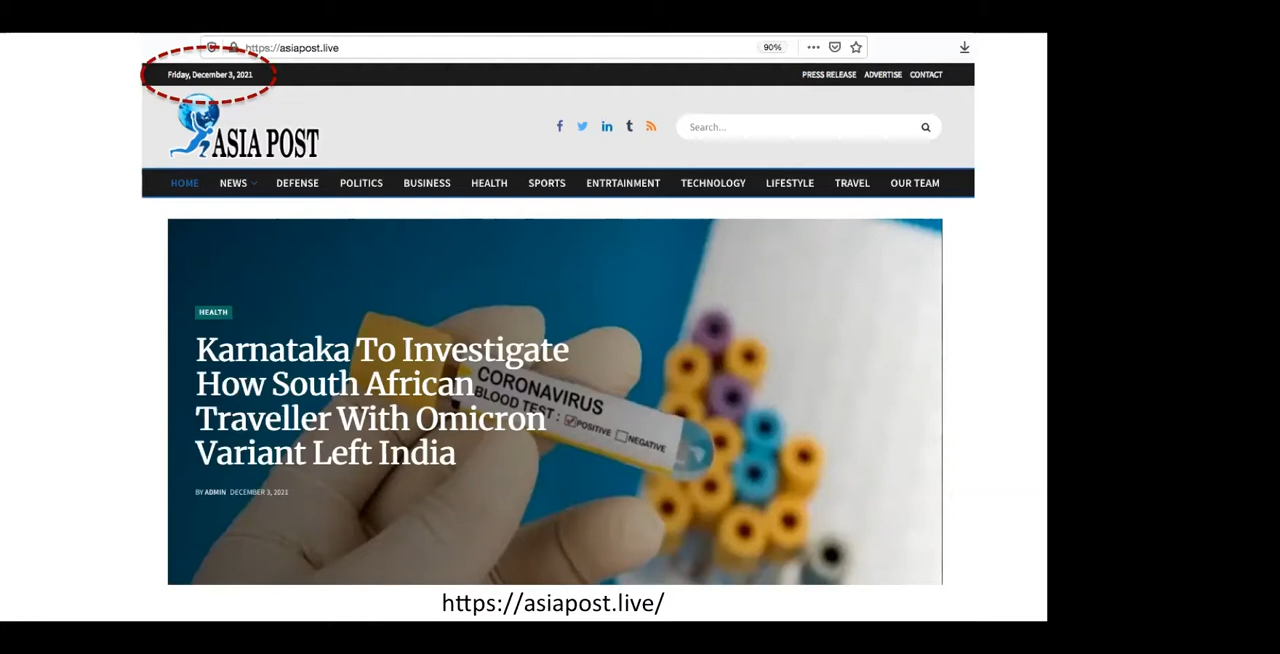 https://asiapost.live
90%
Friday, December 3, 2021
PRESS RELEASE ADVERTISE CONTACT
ASIA POST
f t
Search...
HOME NEWS DEFENSE POLITICS BUSINESS HEALTH SPORTS ENTRTAINMENT TECHNOLOGY LIFESTYLE TRAVEL OUR TEAM
HEALTH
Karnataka To Investigate
How South African
Traveller With Omicron
Variant Left India
CORONAVIRUS
BLOOD TEST: POSITIVE NEGATIVE
BY ADMIN DECEMBER 3, 2021
https://asiapost.live/